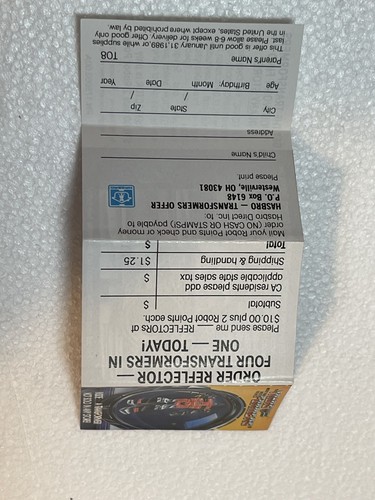 ORDER REFLECTOR —
FOUR TRANSFORMERS IN
ONE — TODAY!
Please send me REFLECTORs at
$10.00 plus 2 Robot Points each.
Subtotal $
CA residents please add
applicable state sales tax
Shipping & handling $1.25
Total $
Mail your Robot Points and check or money
order (NO CASH OR STAMPS!) payable to
Hasbro Direct Inc. to:
HASBRO — TRANSFORMERS OFFER
P.O. Box 6148
Westerville, OH 43081
Please print
Child's Name
Address
City State Zip
Age Birthday: Month / Date / Year
Parent's Name T08
This offer is good until January 31, 1989 or while supplies
last. Please allow 6-8 weeks for delivery. Offer good only
in the United States, except where prohibited by law.